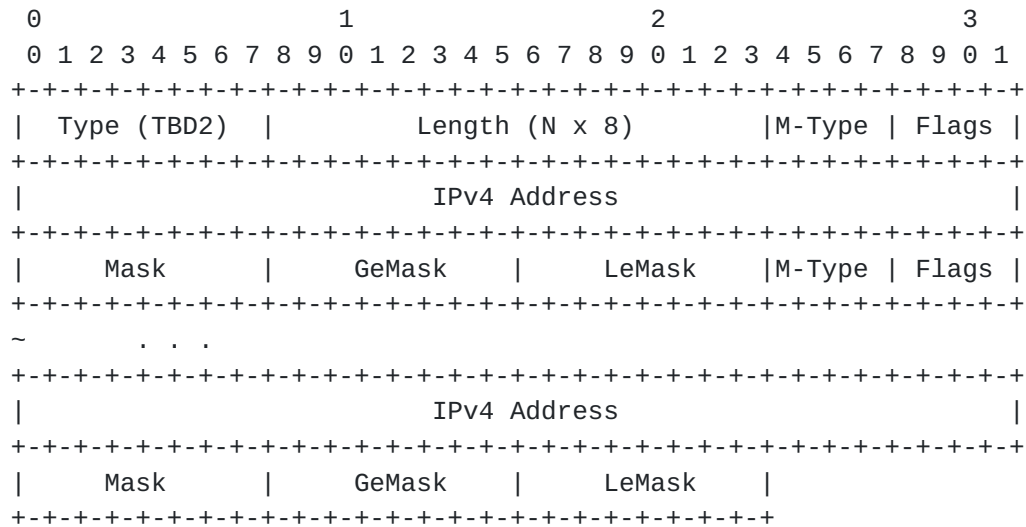 0                   1                   2                   3
 0 1 2 3 4 5 6 7 8 9 0 1 2 3 4 5 6 7 8 9 0 1 2 3 4 5 6 7 8 9 0 1
+-+-+-+-+-+-+-+-+-+-+-+-+-+-+-+-+-+-+-+-+-+-+-+-+-+-+-+-+-+-+-+-+
|  Type (TBD2)  |         Length (N x 8)        |M-Type | Flags |
+-+-+-+-+-+-+-+-+-+-+-+-+-+-+-+-+-+-+-+-+-+-+-+-+-+-+-+-+-+-+-+-+
|                          IPv4 Address                         |
+-+-+-+-+-+-+-+-+-+-+-+-+-+-+-+-+-+-+-+-+-+-+-+-+-+-+-+-+-+-+-+-+
|     Mask      |     GeMask    |     LeMask    |M-Type | Flags |
+-+-+-+-+-+-+-+-+-+-+-+-+-+-+-+-+-+-+-+-+-+-+-+-+-+-+-+-+-+-+-+-+
~       . . .
+-+-+-+-+-+-+-+-+-+-+-+-+-+-+-+-+-+-+-+-+-+-+-+-+-+-+-+-+-+-+-+-+
|                          IPv4 Address                         |
+-+-+-+-+-+-+-+-+-+-+-+-+-+-+-+-+-+-+-+-+-+-+-+-+-+-+-+-+-+-+-+-+
|     Mask      |     GeMask    |     LeMask    |
+-+-+-+-+-+-+-+-+-+-+-+-+-+-+-+-+-+-+-+-+-+-+-+-+